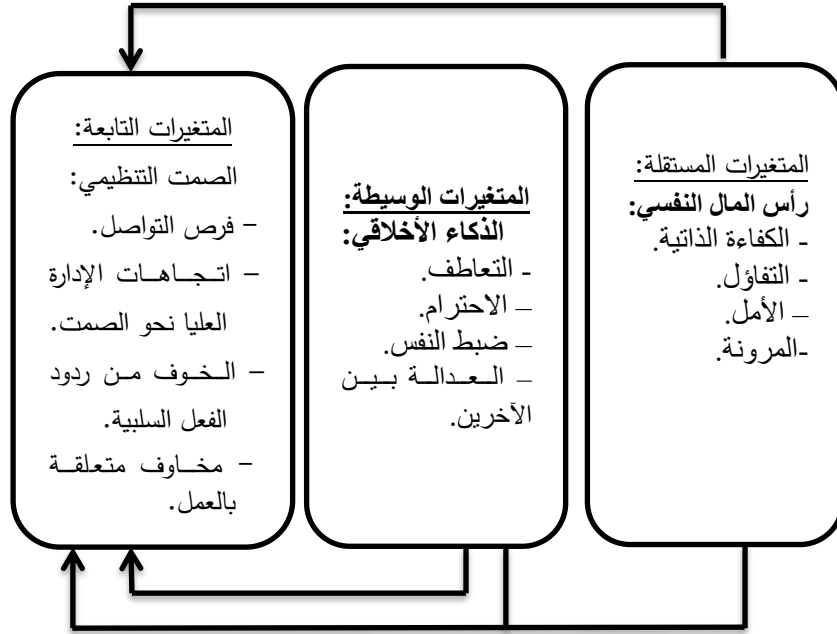 المتغيرات المستقلة:
رأس المال النفسي:
- الكفاءة الذاتية.
- التفاؤل.
– الأمل.
-المرونة.
المتغيرات الوسيطة:
الذكاء الأخلاقي:
- التعاطف.
– الاحترام.
– ضبط النفس.
– العدالة بين
الآخرين.
المتغيرات التابعة:
الصمت التنظيمي:
– فرص التواصل.
– اتجاهات الإدارة
العليا نحو الصمت.
– الخوف من ردود
الفعل السلبية.
– مخاوف متعلقة
بالعمل.